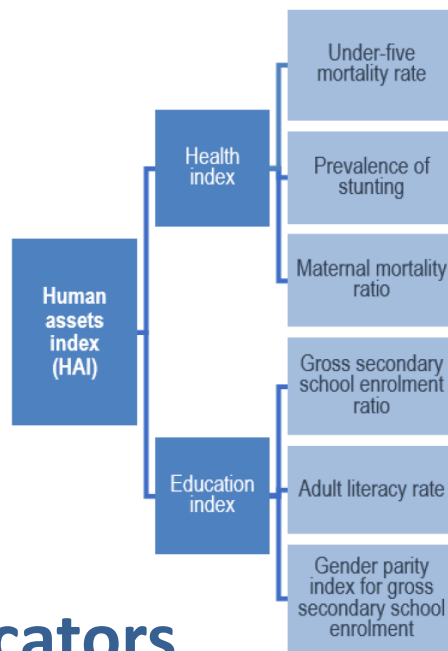 Under-five
mortality rate
Health
index
Prevalence of
stunting
Maternal mortality
ratio
Human
assets
index
(HAI)
Gross secondary
school enrolment
ratio
Education
index
Adult literacy rate
Gender parity
index for gross
secondary school
enrolment
cators